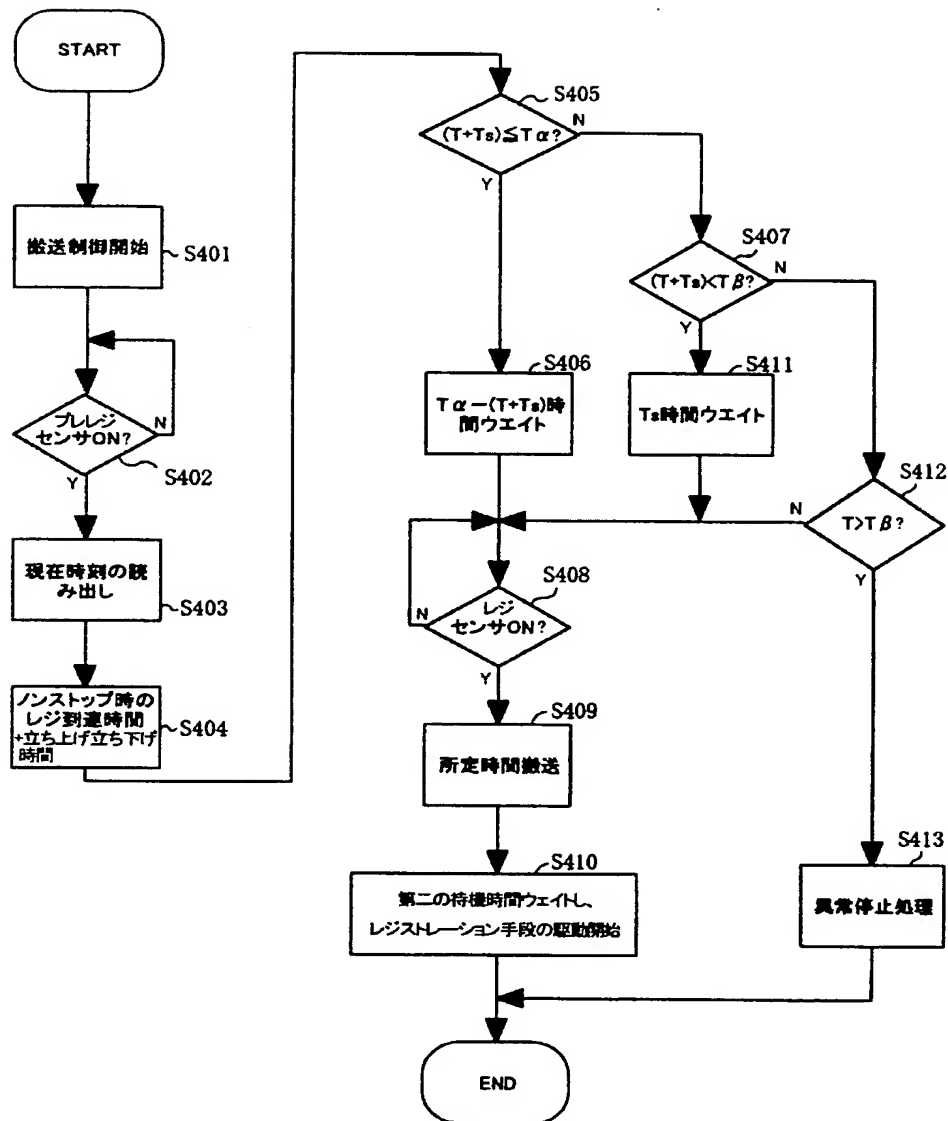 START
搬送制御開始
S401
プレレジ
センサON?
N
Y
S402
現在時刻の読
み出し
S403
ノンストップ時の
レジ到達時間
+立ち上げ立ち下げ
時間
S404
S405
(T+Ts)≦Tα?
N
Y
S407
(T+Ts)<Tβ?
N
Y
S406
Tα-(T+Ts)時
間ウエイト
S411
Ts時間ウエイト
S412
T>Tβ?
N
Y
S408
レジ
センサON?
N
Y
S409
所定時間搬送
S410
第二の待機時間ウェイトし、
レジストレーション手段の駆動開始
S413
異常停止処理
END